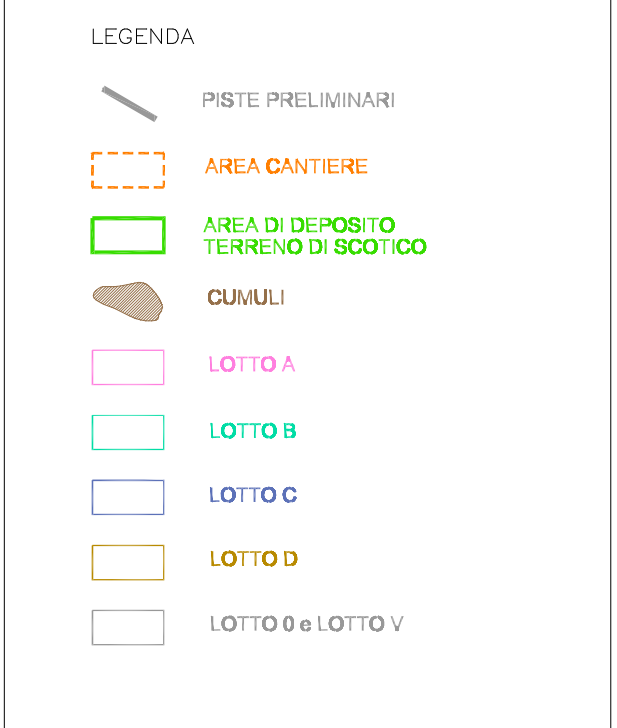 LEGENDA
PISTE PRELIMINARI
AREA CANTIERE
AREA DI DEPOSITO
TERRENO DI SCOTICO
CUMULI
LOTTO A
LOTTO B
LOTTO C
LOTTO D
LOTTO 0 e LOTTO V